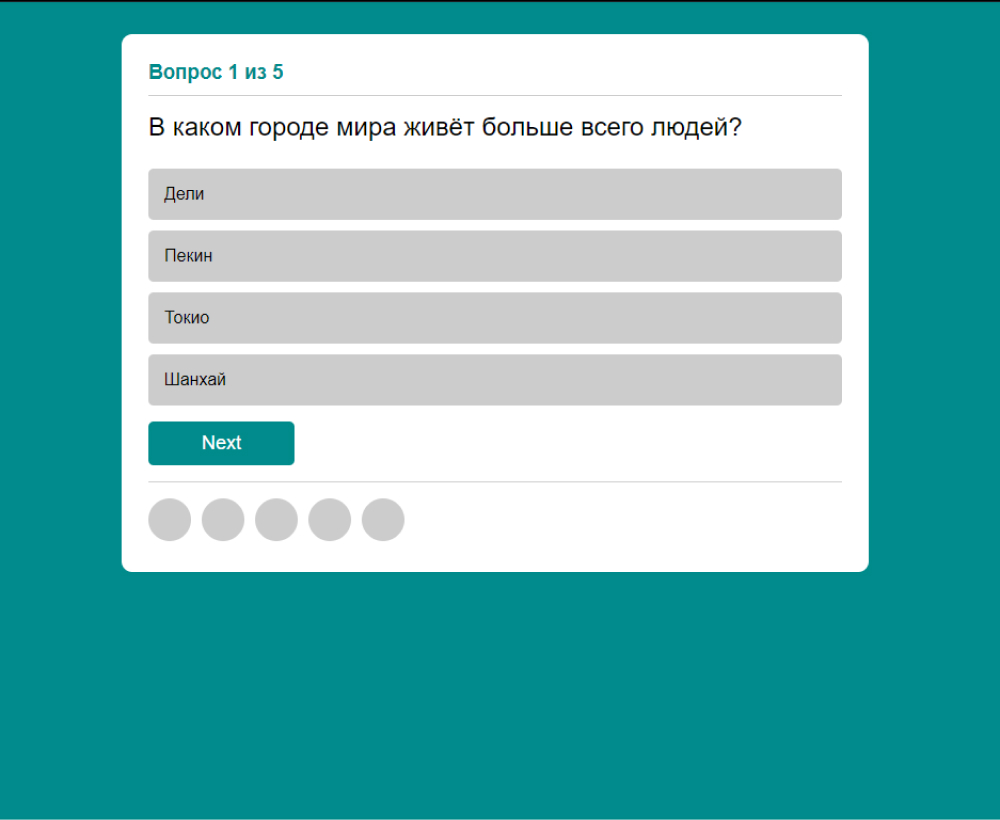 Вопрос 1 из 5
В каком городе мира живёт больше всего людей?
Дели
Пекин
Токио
Шанхай
Next